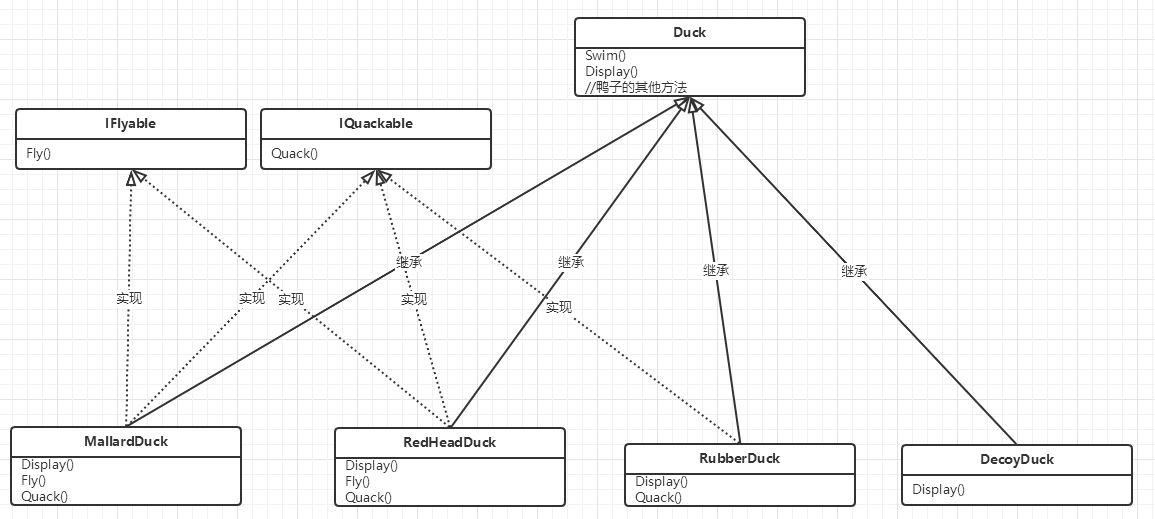 Duck
Swim()
Display()
//鸭子的其他方法
IFlyable
Fly()
IQuackable
Quack()
继承
继承
继承
继承
实现
实现
实现
实现
实现
MallardDuck
Display()
Fly()
Quack()
RedHeadDuck
Display()
Fly()
Quack()
RubberDuck
Display()
Quack()
DecoyDuck
Display()